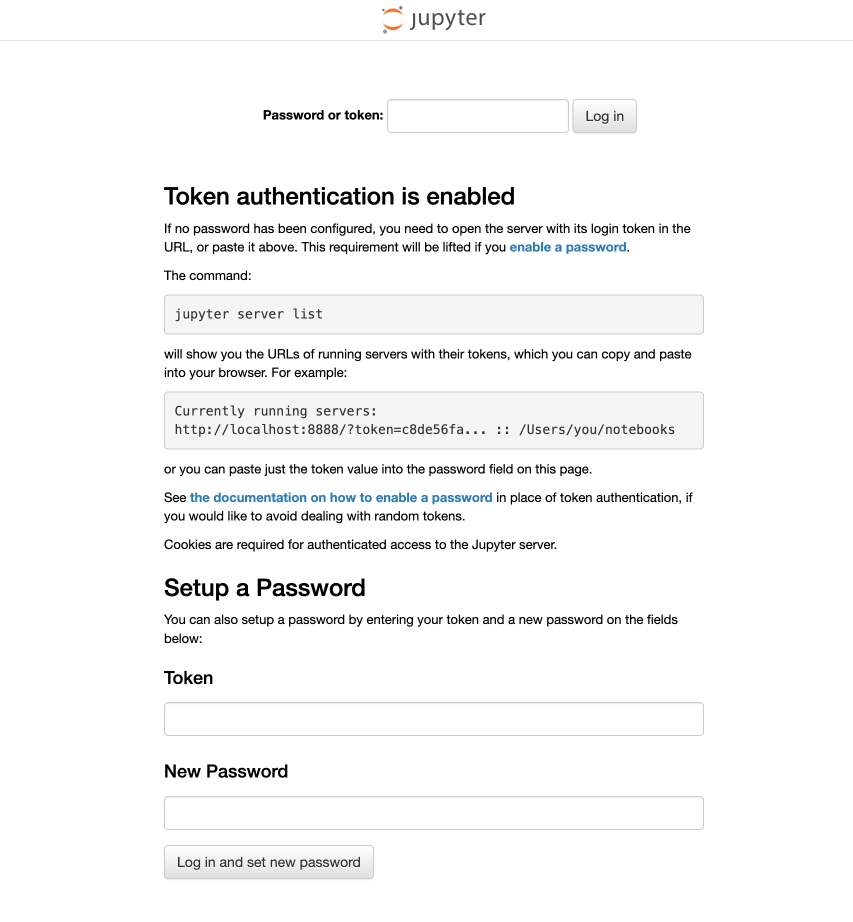 jupyter
Password or token: Log in
Token authentication is enabled
If no password has been configured, you need to open the server with its login token in the
URL, or paste it above. This requirement will be lifted if you enable a password.
The command:
jupyter server list
will show you the URLs of running servers with their tokens, which you can copy and paste
into your browser. For example:
Currently running servers:
http://localhost:8888/?token=c8de56fa... :: /Users/you/notebooks
or you can paste just the token value into the password field on this page.
See the documentation on how to enable a password in place of token authentication, if
you would like to avoid dealing with random tokens.
Cookies are required for authenticated access to the Jupyter server.
Setup a Password
You can also setup a password by entering your token and a new password on the fields
below:
Token
New Password
Log in and set new password